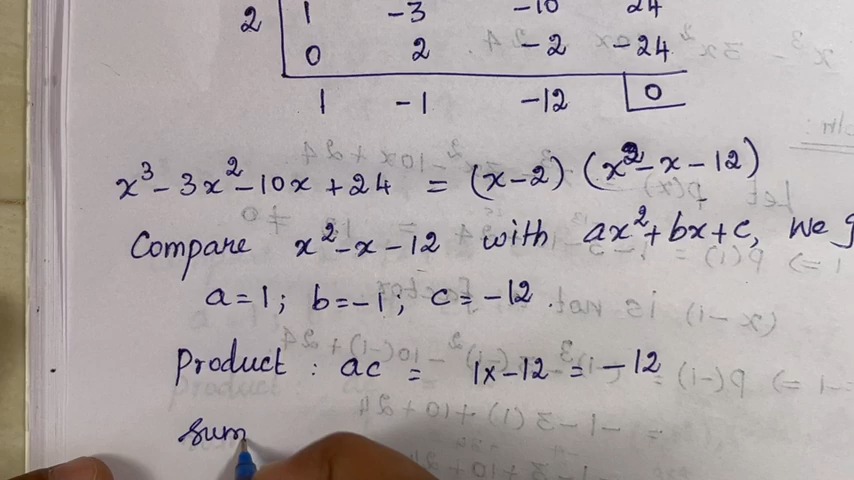 2 | 1 -3 -10 24
0 2 -2 -24
1 -1 -12 0
x³ - 3x² - 10x + 24 = (x-2) (x² - x - 12)
Compare x² - x - 12 with ax² + bx + c, We
a = 1 ; b = -1 ; c = -12 .
Product : ac = 1x-12 = -12
Sum